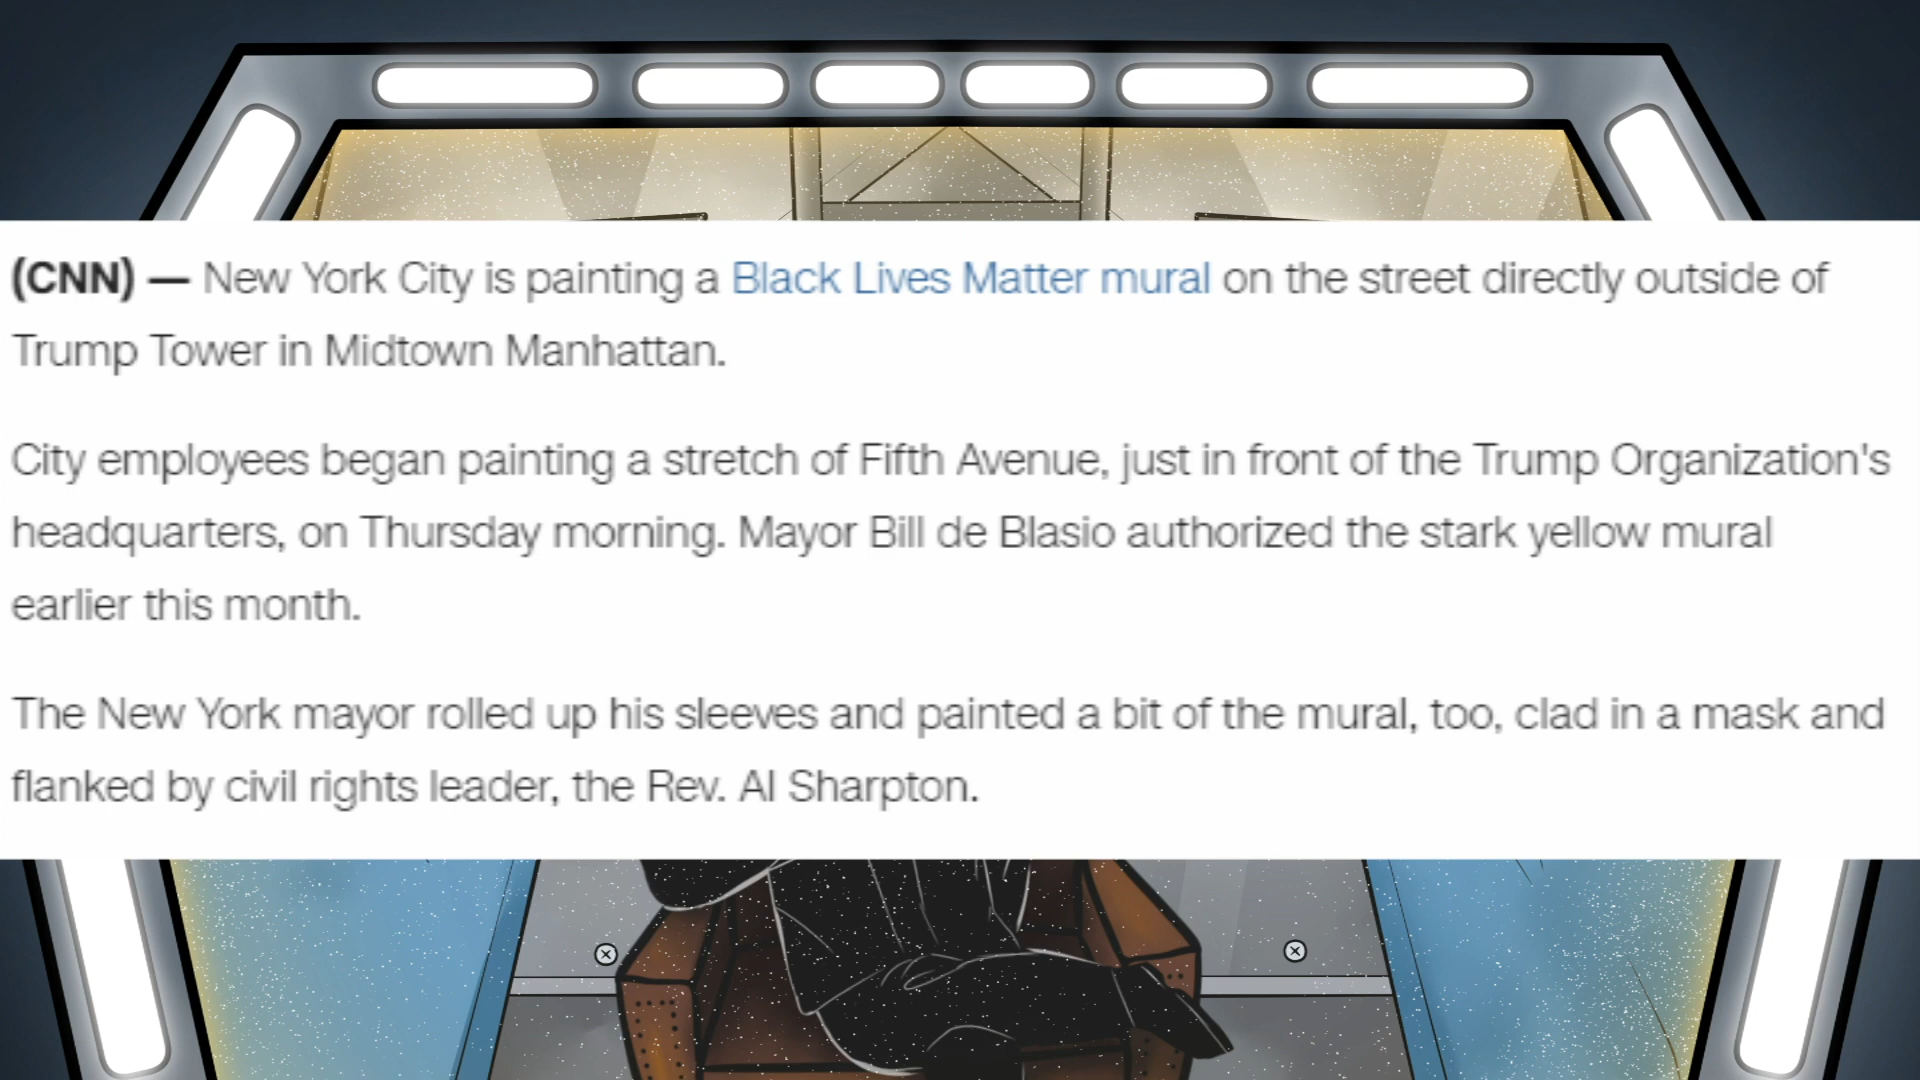 (CNN) — New York City is painting a Black Lives Matter mural on the street directly outside of
Trump Tower in Midtown Manhattan.
City employees began painting a stretch of Fifth Avenue, just in front of the Trump Organization's
headquarters, on Thursday morning. Mayor Bill de Blasio authorized the stark yellow mural
earlier this month.
The New York mayor rolled up his sleeves and painted a bit of the mural, too, clad in a mask and
flanked by civil rights leader, the Rev. Al Sharpton.